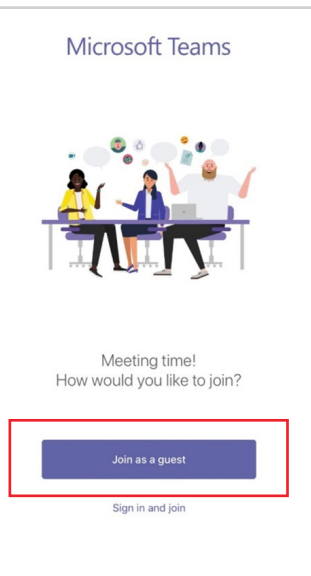 Microsoft Teams
Meeting time!
How would you like to join?
Join as a guest
Sign in and join